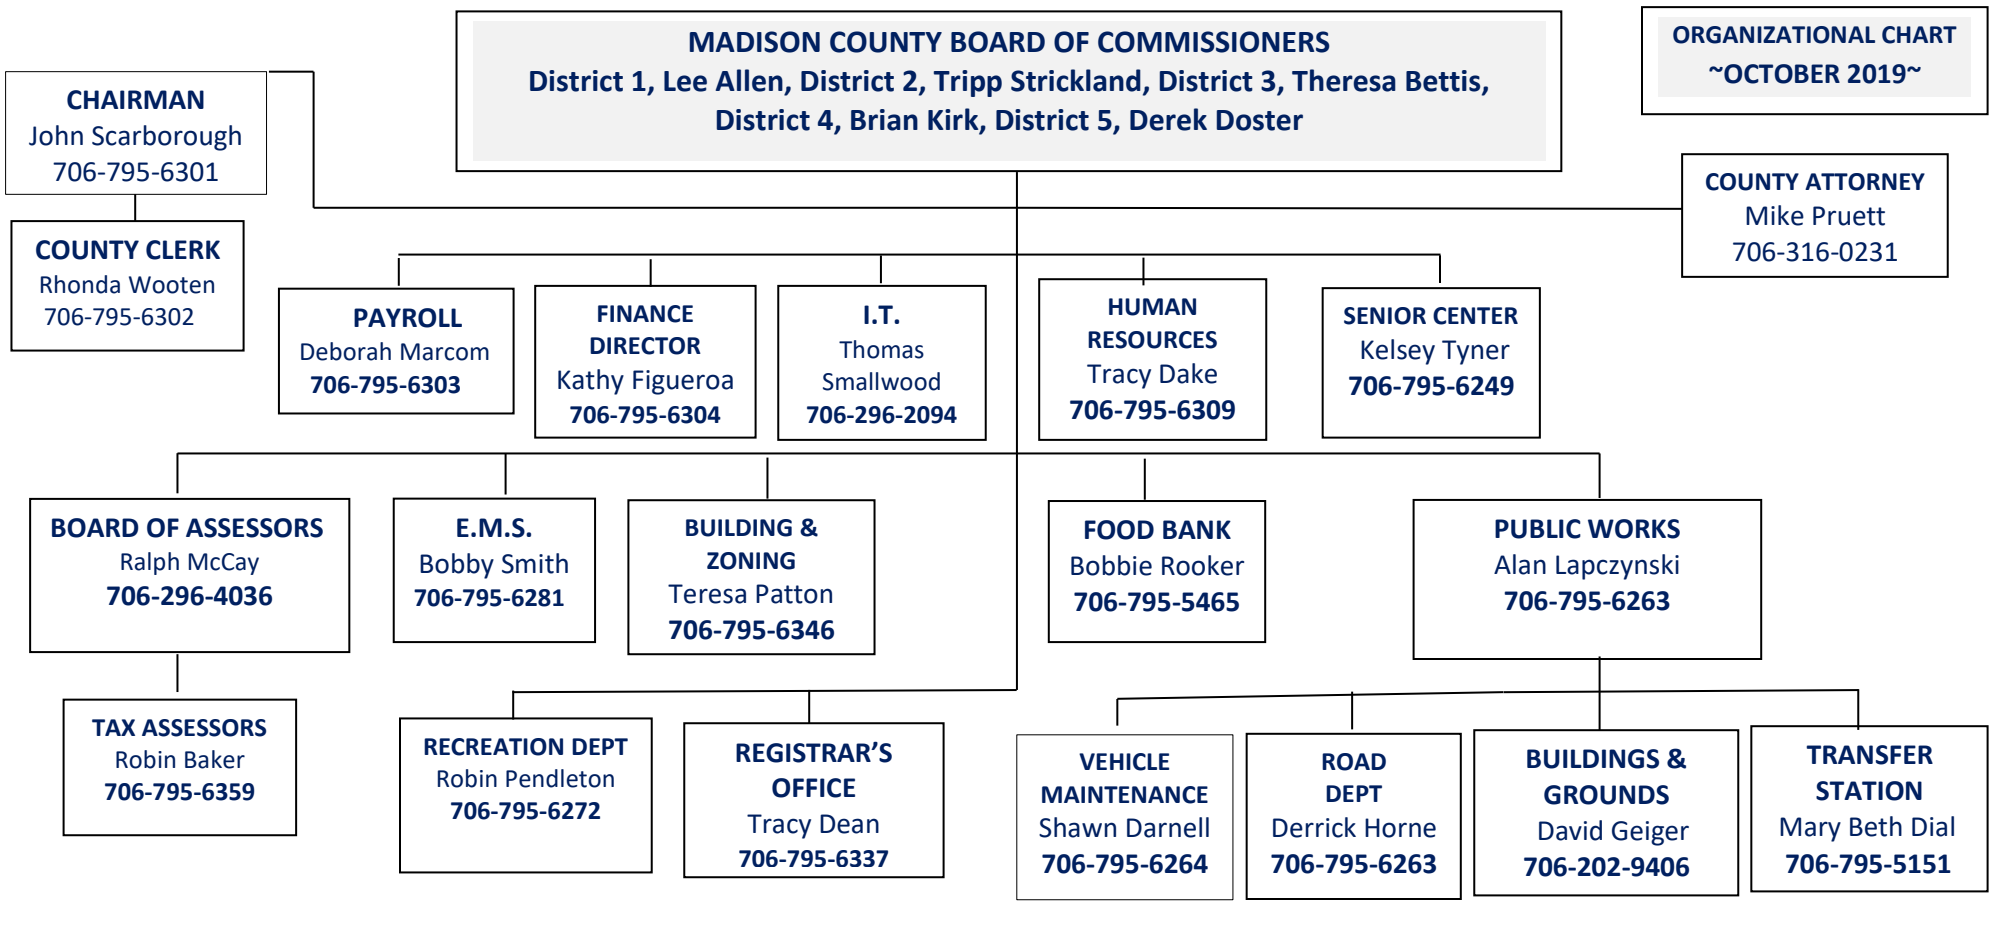 MADISON COUNTY BOARD OF COMMISSIONERS
District 1, Lee Allen, District 2, Tripp Strickland, District 3, Theresa Bettis,
District 4, Brian Kirk, District 5, Derek Doster
ORGANIZATIONAL CHART
~OCTOBER 2019~
CHAIRMAN
John Scarborough
706-795-6301
COUNTY ATTORNEY
Mike Pruett
706-316-0231
COUNTY CLERK
Rhonda Wooten
706-795-6302
PAYROLL
Deborah Marcom
706-795-6303
FINANCE
DIRECTOR
Kathy Figueroa
706-795-6304
I.T.
Thomas
Smallwood
706-296-2094
HUMAN
RESOURCES
Tracy Dake
706-795-6309
SENIOR CENTER
Kelsey Tyner
706-795-6249
BOARD OF ASSESSORS
Ralph McCay
706-296-4036
E.M.S.
Bobby Smith
706-795-6281
BUILDING &
ZONING
Teresa Patton
706-795-6346
FOOD BANK
Bobbie Rooker
706-795-5465
PUBLIC WORKS
Alan Lapczynski
706-795-6263
TAX ASSESSORS
Robin Baker
706-795-6359
RECREATION DEPT
Robin Pendleton
706-795-6272
REGISTRAR’S
OFFICE
Tracy Dean
706-795-6337
VEHICLE
MAINTENANCE
Shawn Darnell
706-795-6264
ROAD
DEPT
Derrick Horne
706-795-6263
BUILDINGS &
GROUNDS
David Geiger
706-202-9406
TRANSFER
STATION
Mary Beth Dial
706-795-5151